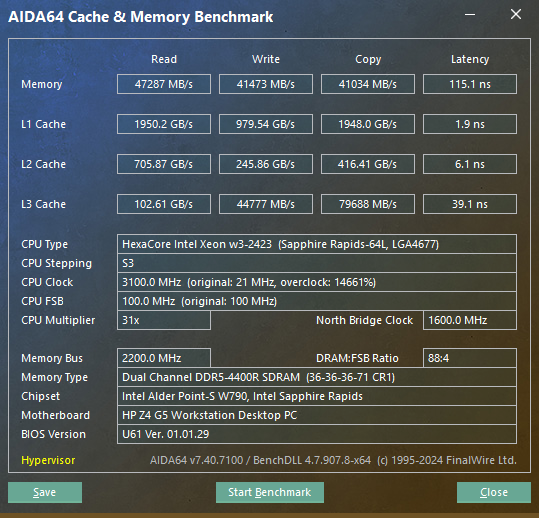 AIDA64 Cache & Memory Benchmark
Read Write Copy Latency
Memory 47287 MB/s 41473 MB/s 41034 MB/s 115.1 ns
L1 Cache 1950.2 GB/s 979.54 GB/s 1948.0 GB/s 1.9 ns
L2 Cache 705.87 GB/s 245.86 GB/s 416.41 GB/s 6.1 ns
L3 Cache 102.61 GB/s 44777 MB/s 79688 MB/s 39.1 ns
CPU Type HexaCore Intel Xeon w3-2423 (Sapphire Rapids-64L, LGA4677)
CPU Stepping S3
CPU Clock 3100.0 MHz (original: 21 MHz, overclock: 14661%)
CPU FSB 100.0 MHz (original: 100 MHz)
CPU Multiplier 31x North Bridge Clock 1600.0 MHz
Memory Bus 2200.0 MHz DRAM:FSB Ratio 88:4
Memory Type Dual Channel DDR5-4400R SDRAM (36-36-36-71 CR1)
Chipset Intel Alder Point-S W790, Intel Sapphire Rapids
Motherboard HP Z4 G5 Workstation Desktop PC
BIOS Version U61 Ver. 01.01.29
Hypervisor AIDA64 v7.40.7100 / BenchDLL 4.7.907.8-x64 (c) 1995-2024 FinalWire Ltd.
Save Start Benchmark Close